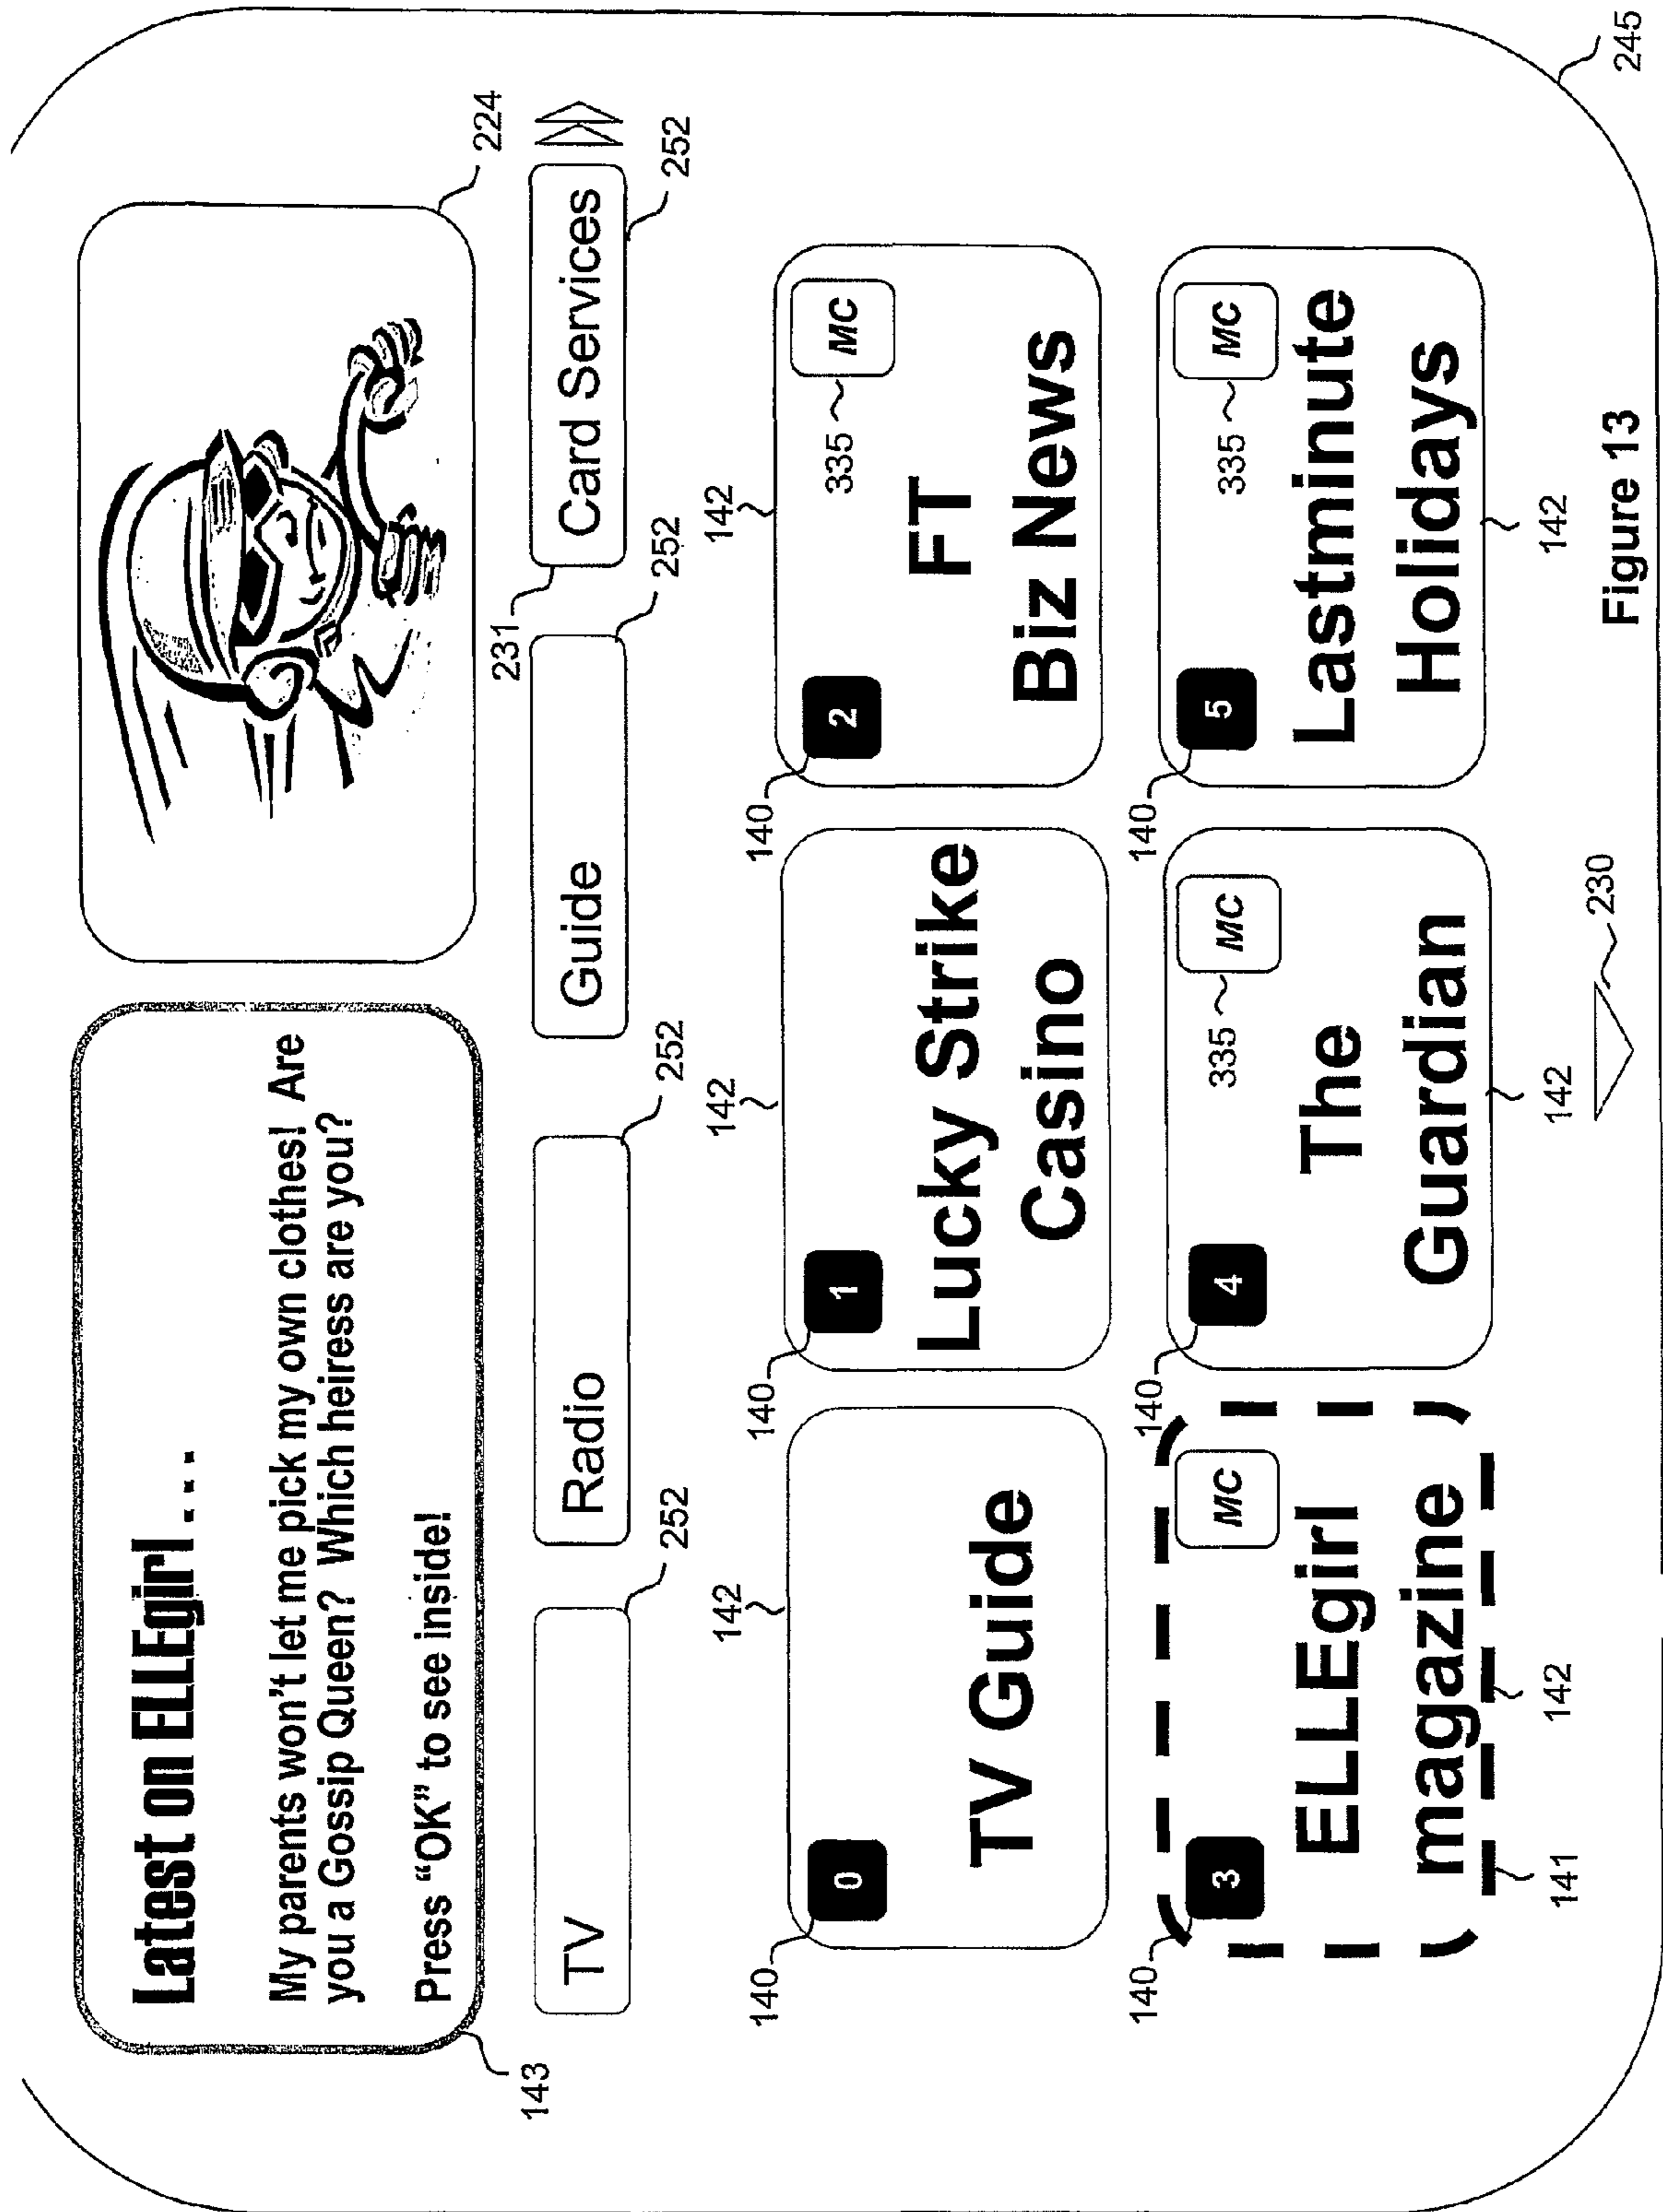 Latest on ELLEgirl . . .
My parents won't let me pick my own clothes! Are
you a Gossip Queen? Which heiress are you?
Press “OK” to see inside!
143
224
TV
252
Radio
252
Guide
252
231
Card Services
252
142
140
0
TV Guide
142
140
1
Lucky Strike
Casino
142
140
2
335
MC
FT
Biz News
140
3
MC
ELLEgirl
magazine
141
142
140
4
335
MC
The
Guardian
142
140
5
335
MC
Lastminute
Holidays
142
230
245
Figure 13